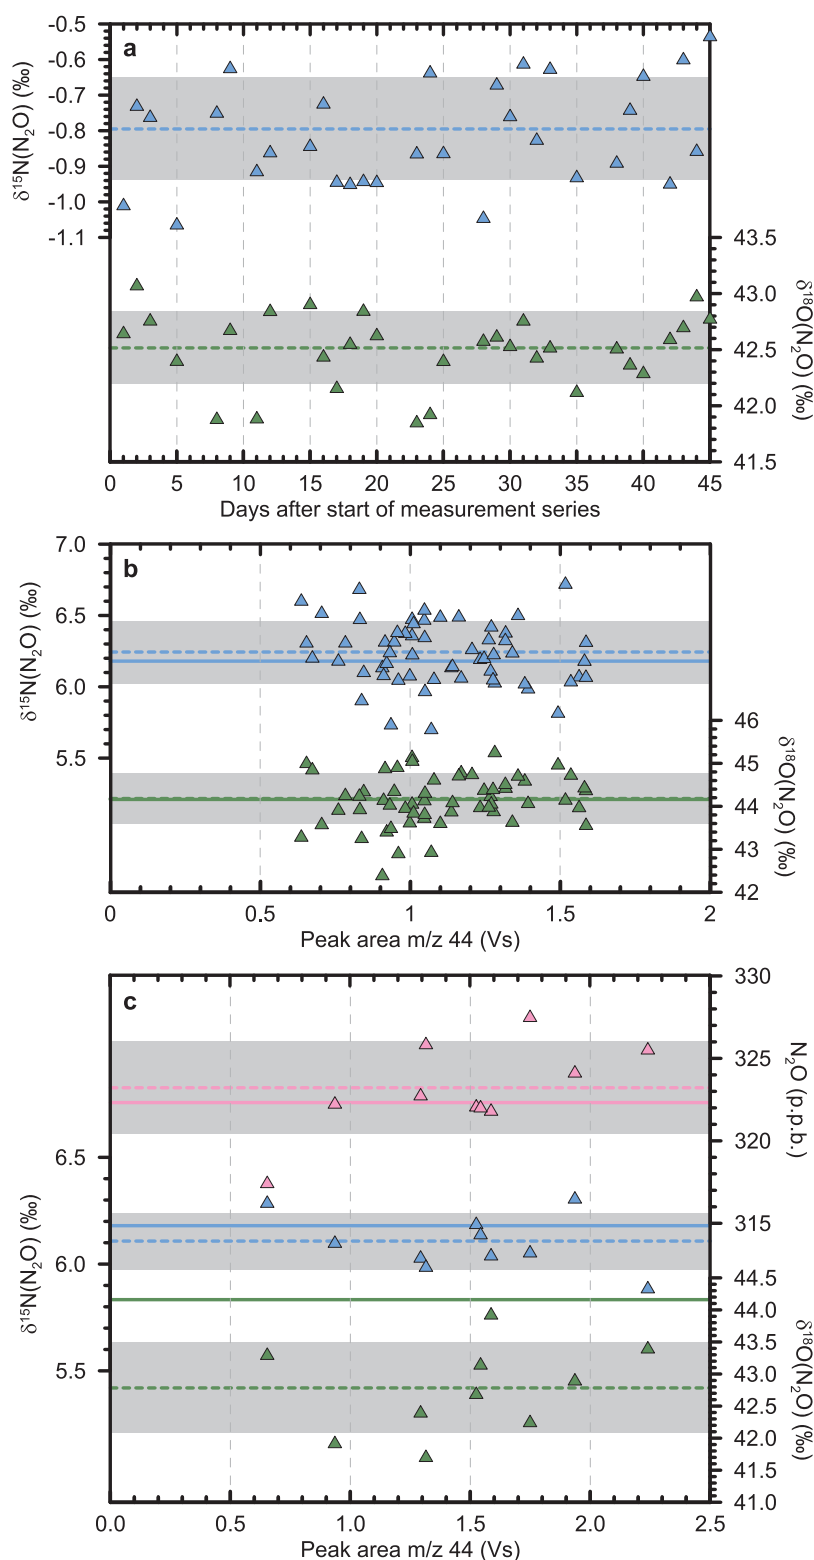 a
-0.5
-0.6
-0.7
-0.8
-0.9
-1.0
-1.1
δ¹⁵N(N₂O) (‰)
43.5
43.0
42.5
42.0
41.5
δ¹⁸O(N₂O) (‰)
0 5 10 15 20 25 30 35 40 45
Days after start of measurement series
b
7.0
6.5
6.0
5.5
δ¹⁵N(N₂O) (‰)
46
45
44
43
42
δ¹⁸O(N₂O) (‰)
0 0.5 1 1.5 2
Peak area m/z 44 (Vs)
c
330
325
320
315
N₂O (p.p.b.)
6.5
6.0
5.5
δ¹⁵N(N₂O) (‰)
44.5
44.0
43.5
43.0
42.5
42.0
41.5
41.0
δ¹⁸O(N₂O) (‰)
0.0 0.5 1.0 1.5 2.0 2.5
Peak area m/z 44 (Vs)